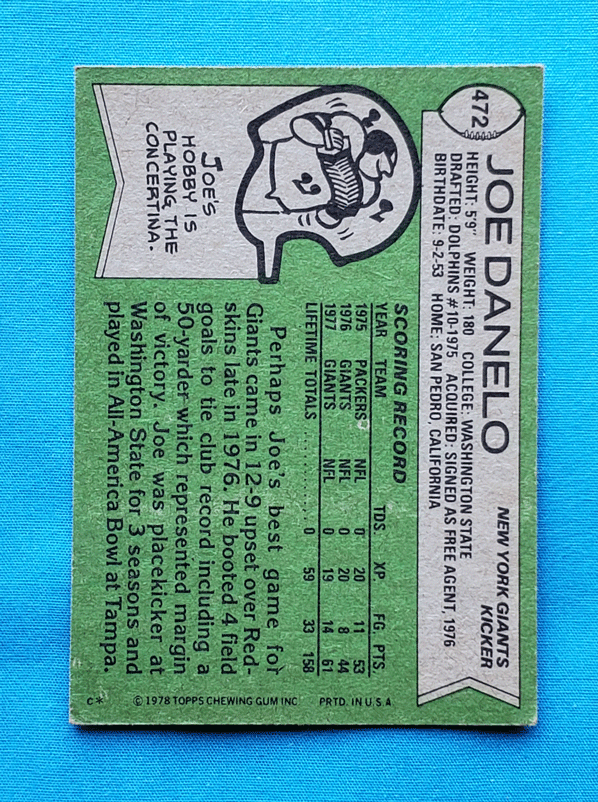 472
JOE DANELO
NEW YORK GIANTS
KICKER
HEIGHT: 5'9" WEIGHT: 180 COLLEGE: WASHINGTON STATE
DRAFTED: DOLPHINS #10-1975 ACQUIRED: SIGNED AS FREE AGENT, 1976
BIRTHDATE: 9-2-53 HOME: SAN PEDRO, CALIFORNIA
JOE'S
HOBBY IS
PLAYING THE
CONCERTINA.
SCORING RECORD
YEAR TEAM TDS. XP. FG. PTS.
1975 PACKERS NFL 0 20 11 53
1976 GIANTS NFL 0 20 8 44
1977 GIANTS NFL 0 19 14 61
LIFETIME TOTALS .......... 0 59 33 158
Perhaps Joe's best game for
Giants came in 12-9 upset over Red-
skins late in 1976. He booted 4 field
goals to tie club record including a
50-yarder which represented margin
of victory. Joe was placekicker at
Washington State for 3 seasons and
played in All-America Bowl at Tampa.
C* © 1978 TOPPS CHEWING GUM INC PRTD. IN U.S.A.